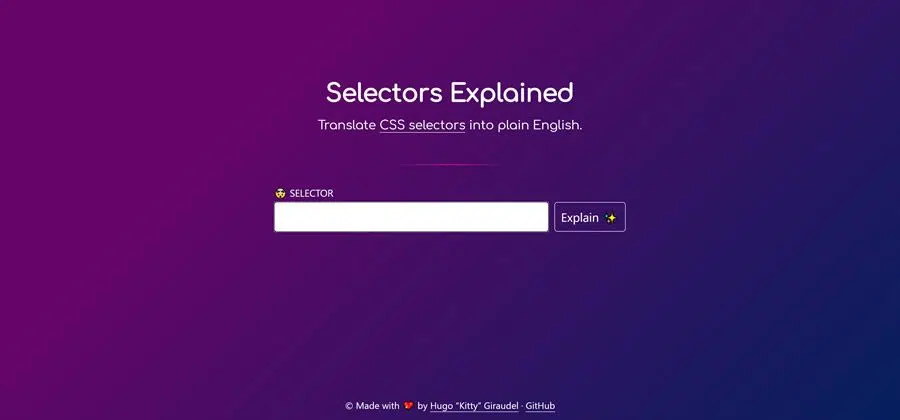 Selectors Explained
Translate CSS selectors into plain English.
🤯 SELECTOR
Explain ✨
© Made with ❤️ by Hugo “Kitty” Giraudel · GitHub